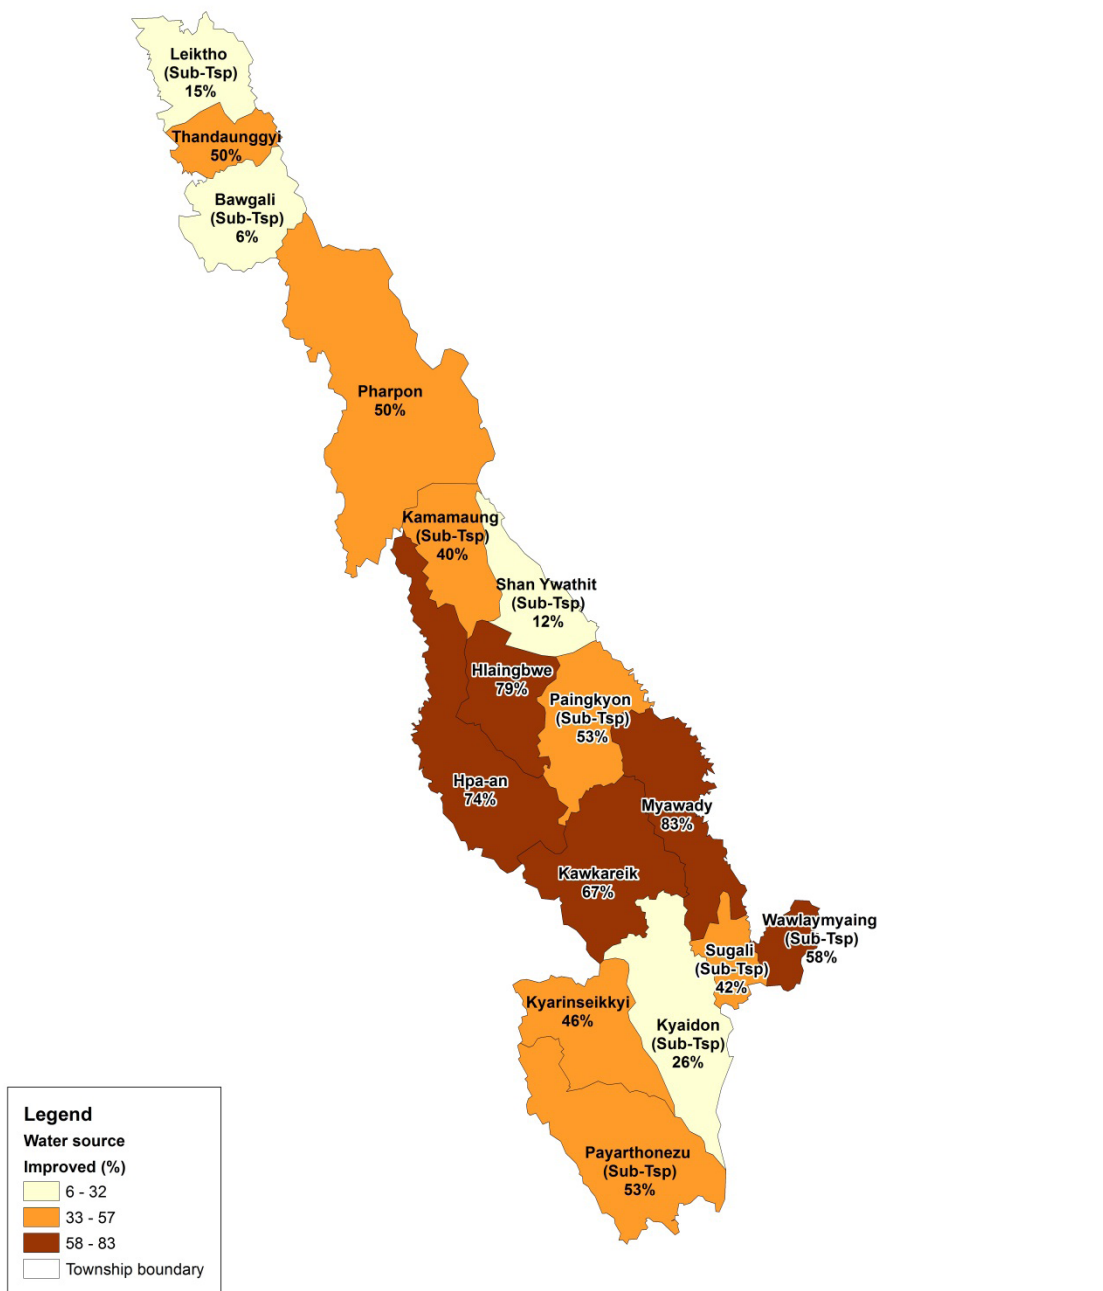 Leiktho
(Sub-Tsp)
15%
Thandaunggyi
50%
Bawgali
(Sub-Tsp)
6%
Pharpon
50%
Kamamaung
(Sub-Tsp)
40%
Shan Ywathit
(Sub-Tsp)
12%
Hlaingbwe
79%
Paingkyon
(Sub-Tsp)
53%
Hpa-an
74%
Myawady
83%
Kawkareik
67%
Wawlaymyaing
(Sub-Tsp)
58%
Sugali
(Sub-Tsp)
42%
Kyarinseikkyi
46%
Kyaidon
(Sub-Tsp)
26%
Payarthonezu
(Sub-Tsp)
53%
Legend
Water source
Improved (%)
6 - 32
33 - 57
58 - 83
Township boundary